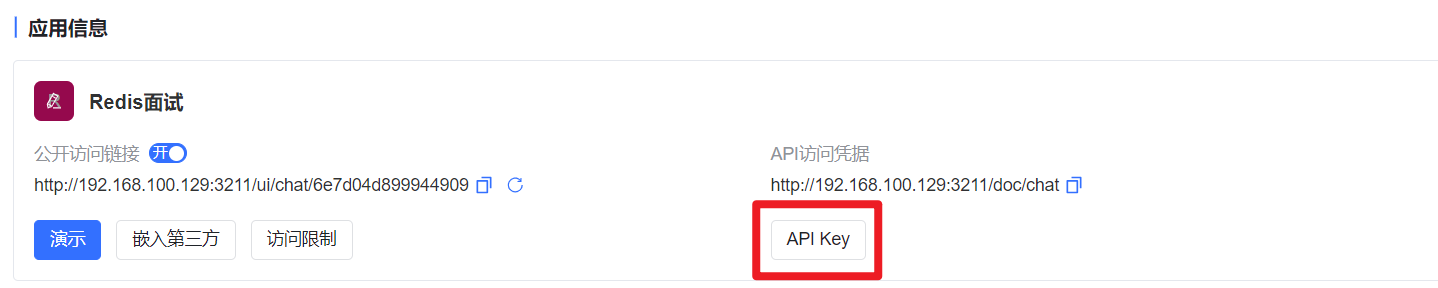 应用信息
Redis面试
公开访问链接 开
http://192.168.100.129:3211/ui/chat/6e7d04d899944909
演示 嵌入第三方 访问限制
API访问凭据
http://192.168.100.129:3211/doc/chat
API Key